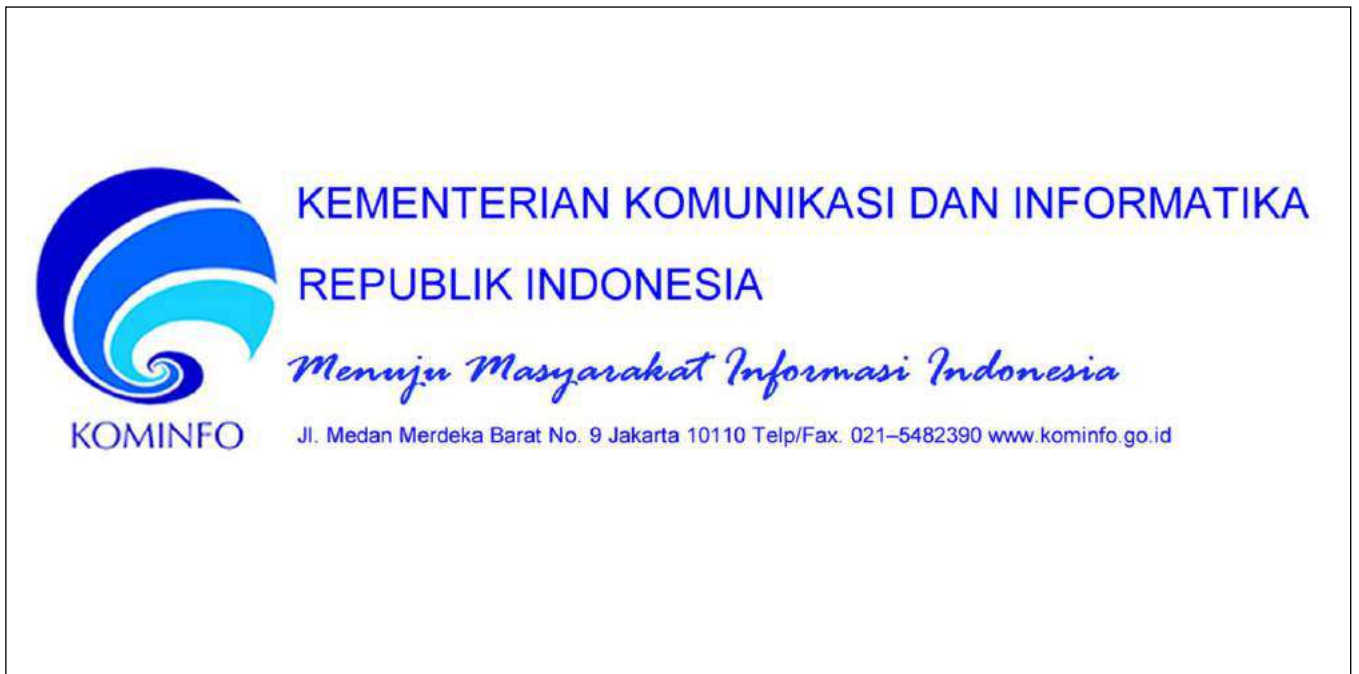 KEMENTERIAN KOMUNIKASI DAN INFORMATIKA
REPUBLIK INDONESIA
Menuju Masyarakat Informasi Indonesia
KOMINFO
Jl. Medan Merdeka Barat No. 9 Jakarta 10110 Telp/Fax. 021–5482390 www.kominfo.go.id